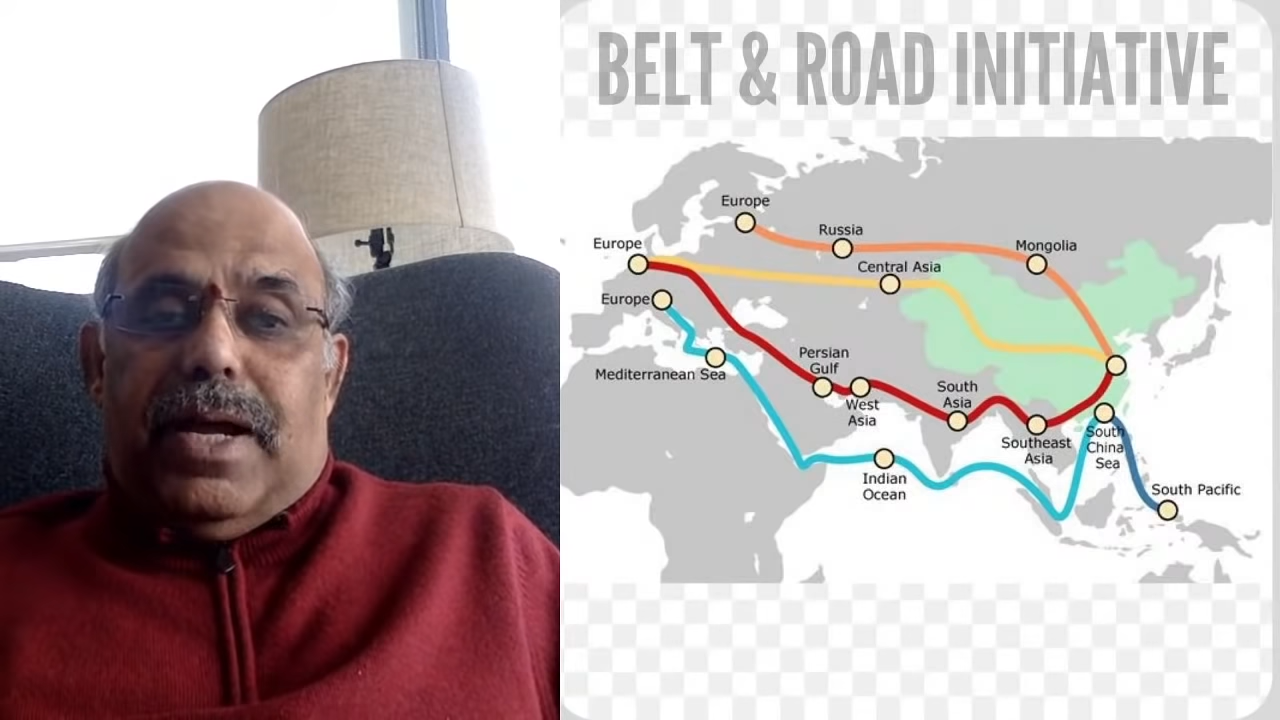 BELT & ROAD INITIATIVE
Europe
Russia
Mongolia
Europe
Central Asia
Europe
Mediterranean Sea
Persian
Gulf
West
Asia
South
Asia
Southeast
Asia
South
China
Sea
Indian
Ocean
South Pacific